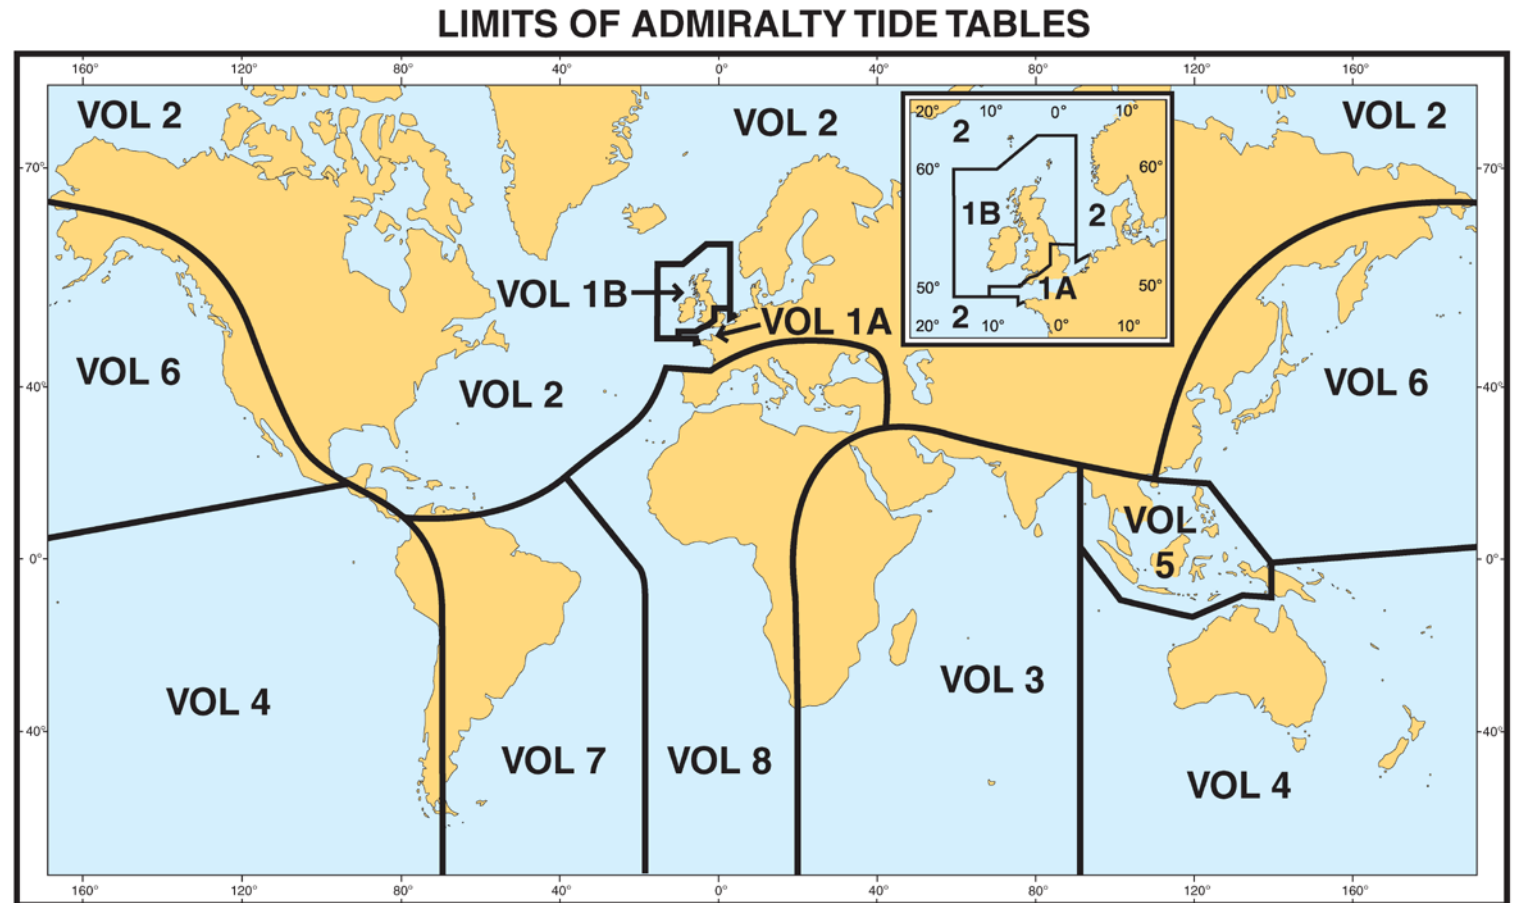 LIMITS OF ADMIRALTY TIDE TABLES
160° 120° 80° 40° 0° 40° 80° 120° 160°
VOL 2 VOL 2 VOL 2
20° 10° 0° 10°
2
60° 60°
1B 2
50° 1A 50°
2
20° 10° 0° 10°
70° 70°
VOL 1B
VOL 1A
VOL 6 VOL 2 VOL 6
40° 40°
VOL
5
0° 0°
VOL 4 VOL 3
40° 40°
VOL 7 VOL 8 VOL 4
160° 120° 80° 40° 0° 40° 80° 120° 160°